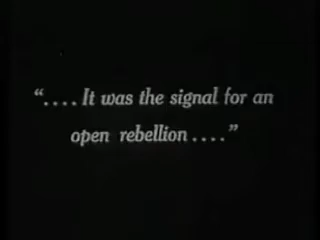 “....It was the signal for an
open rebellion....”